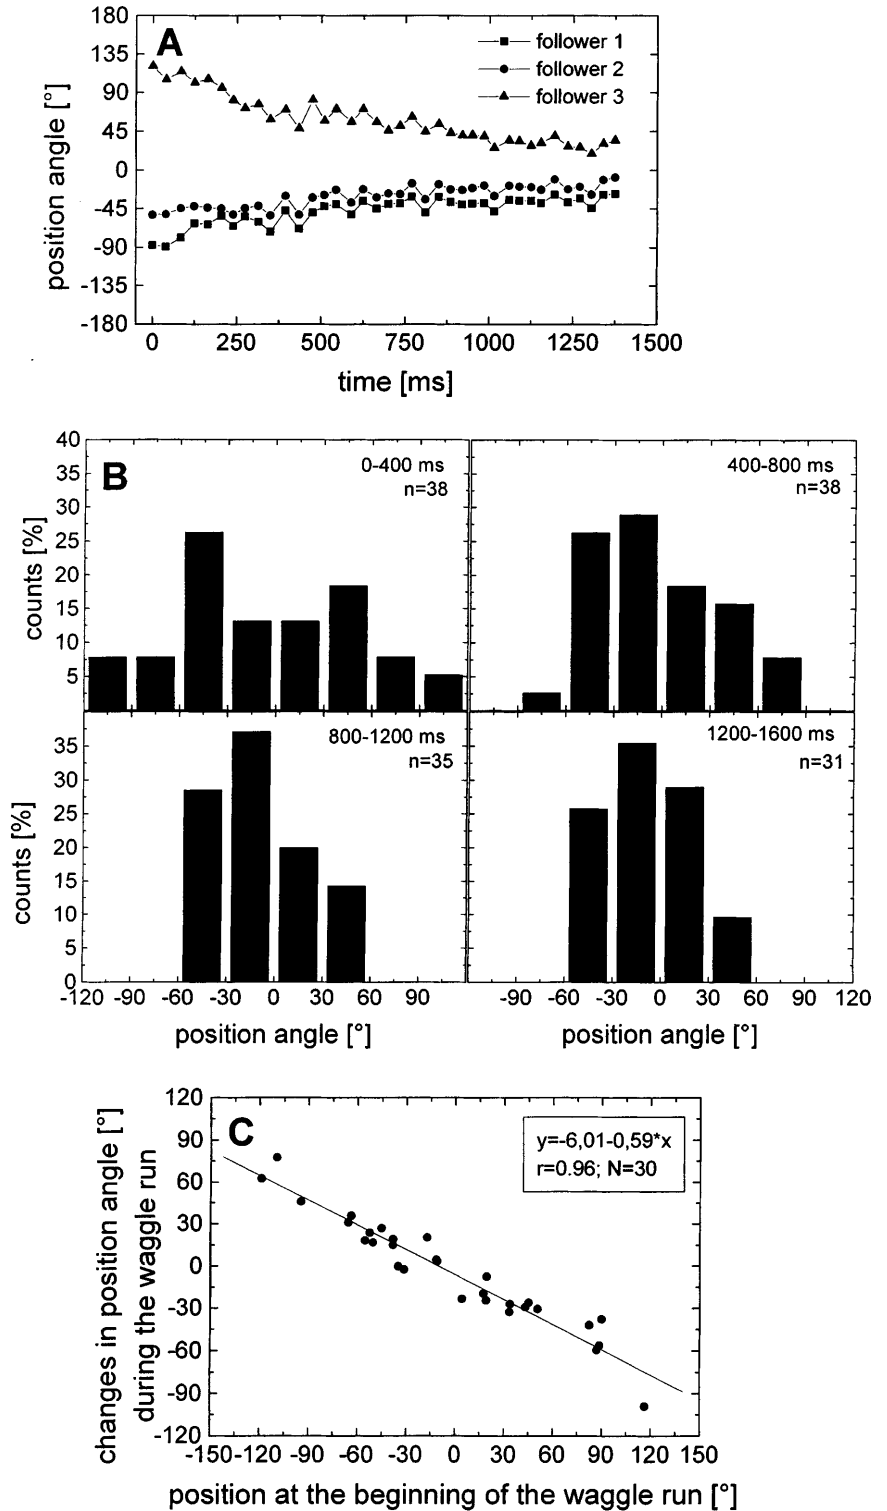 A
180
135
90
45
0
-45
-90
-135
-180
position angle [°]
follower 1
follower 2
follower 3
0 250 500 750 1000 1250 1500
time [ms]
B
40
35
30
25
20
15
10
5
counts [%]
0-400 ms
n=38
400-800 ms
n=38
35
30
25
20
15
10
5
0
counts [%]
800-1200 ms
n=35
1200-1600 ms
n=31
-120 -90 -60 -30 0 30 60 90
-90 -60 -30 0 30 60 90 120
position angle [°]
position angle [°]
C
120
90
60
30
0
-30
-60
-90
-120
changes in position angle [°]
during the waggle run
y=-6,01-0,59*x
r=0.96; N=30
-150 -120 -90 -60 -30 0 30 60 90 120 150
position at the beginning of the waggle run [°]